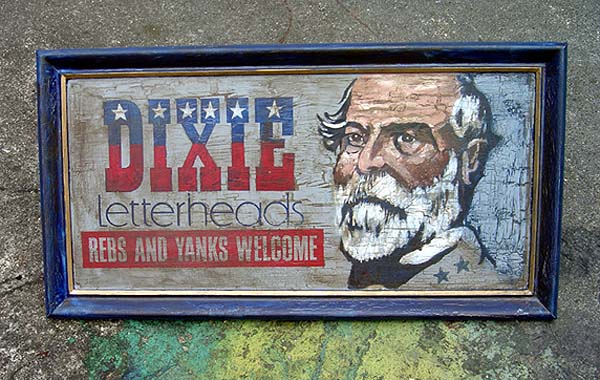 DIXIE
Letterheads
REBS AND YANKS WELCOME